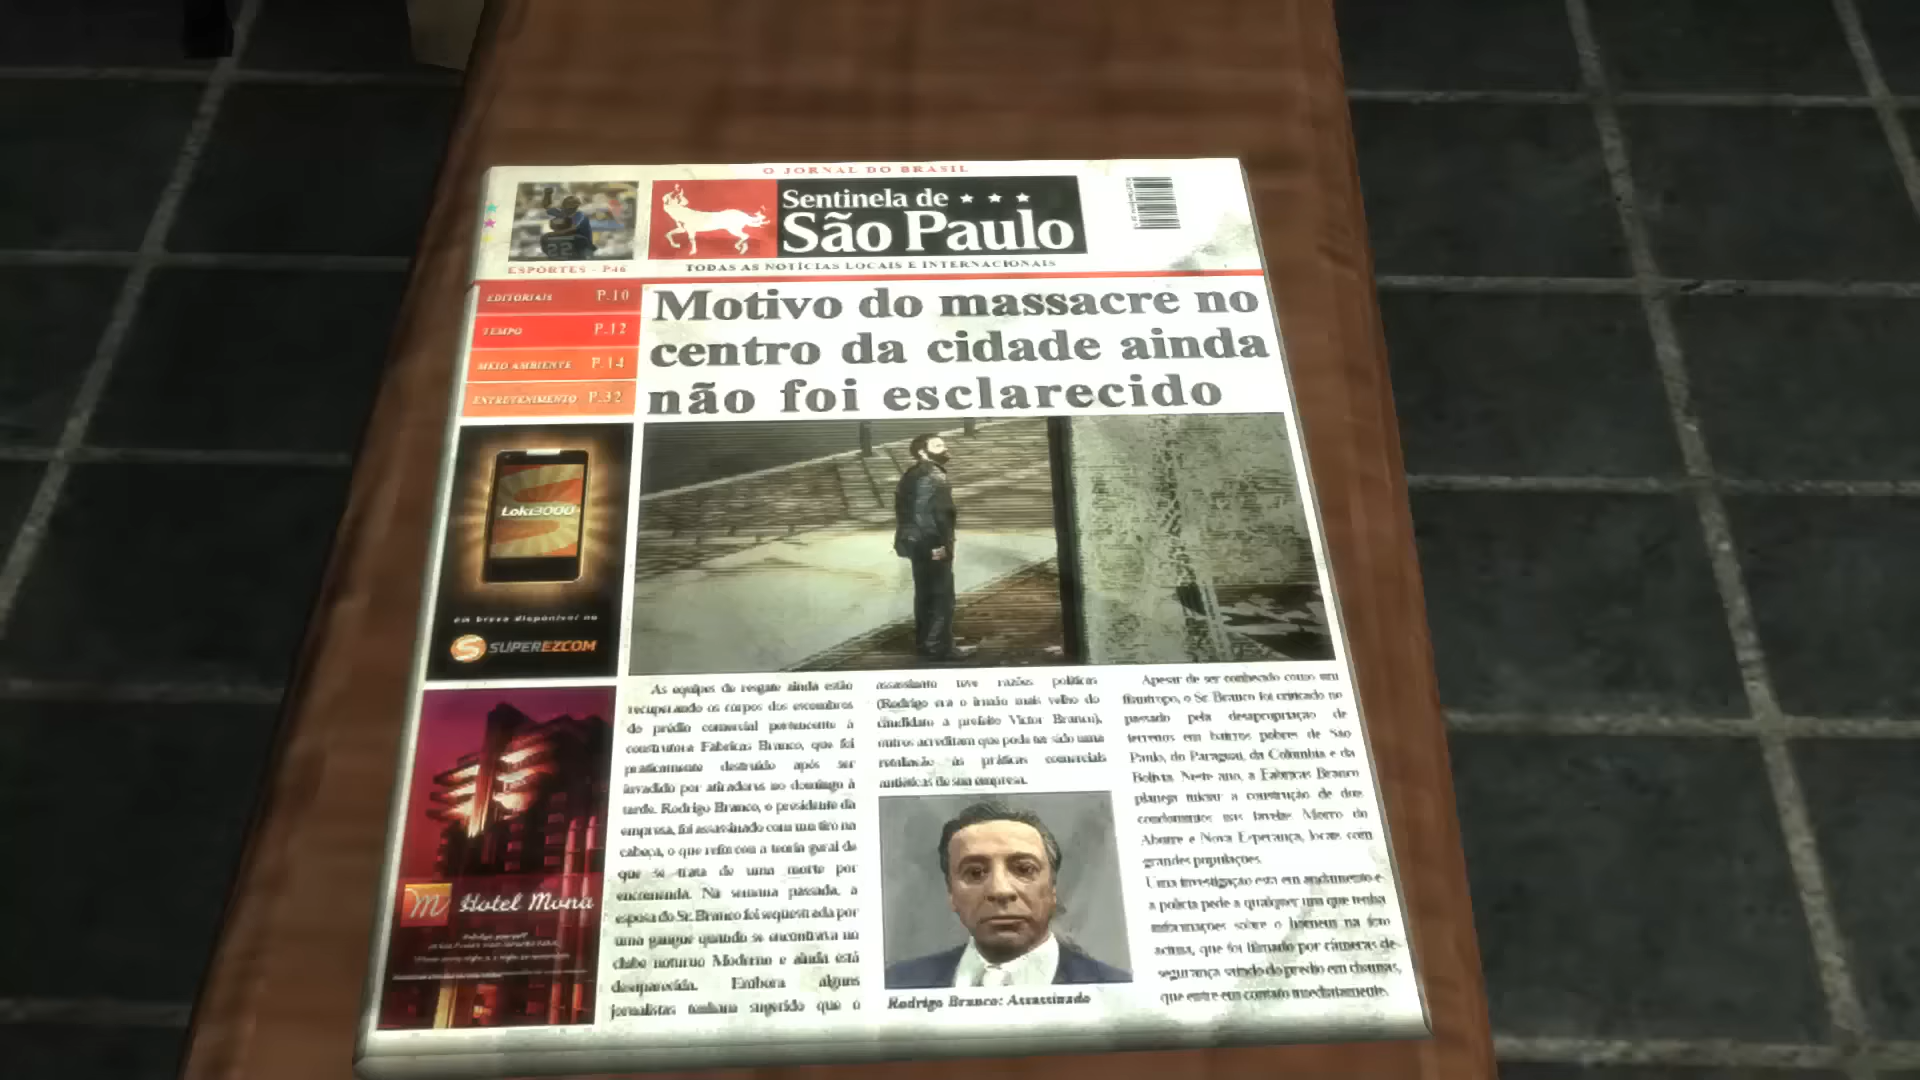 O JORNAL DO BRASIL
Sentinela de
São Paulo
TODAS AS NOTÍCIAS LOCAIS E INTERNACIONAIS
ESPORTES - P46
EDITORIAIS P.10
TEMPO P.12
MEIO AMBIENTE P.14
ENTRETENIMENTO P.32
Motivo do massacre no
centro da cidade ainda
não foi esclarecido
Loki3000
em breve disponível no
SUPEREZCOM
M Hotel Mona
As equipes de resgate ainda estão
recuperando os corpos dos escombros
do prédio comercial pertencente à
construtora Fabricas Branco, que foi
praticamente destruído após ser
invadido por atiradores no domingo à
tarde. Rodrigo Branco, o presidente da
empresa, foi assassinado com um tiro na
cabeça, o que reforçou a teoria geral de
que se trata de uma morte por
encomenda. Na semana passada, a
esposa do Sr. Branco foi sequestrada por
uma gangue quando se encontrava no
clube noturno Moderno e ainda está
desaparecida. Embora alguns
jornalistas tenham sugerido que o
assassinato teve razões políticas
(Rodrigo era o irmão mais velho do
candidato a prefeito Victor Branco),
outros acreditam que pode ter sido uma
retaliação às práticas comerciais
antiéticas de sua empresa.
Rodrigo Branco: Assassinado
Apesar de ser conhecido como um
filantropo, o Sr. Branco foi criticado no
passado pela desapropriação de
terrenos em bairros pobres de São
Paulo, do Paraguai, da Colombia e da
Bolívia. Neste ano, a Fabricas Branco
planeja iniciar a construção de dois
condomínios nas favelas Morro do
Aborre e Nova Esperança, locais com
grandes populações.
Uma investigação está em andamento e
a polícia pede a qualquer um que tenha
informações sobre o homem na foto
acima, que foi filmado por câmeras de
segurança saindo do prédio em chamas,
que entre em contato imediatamente.